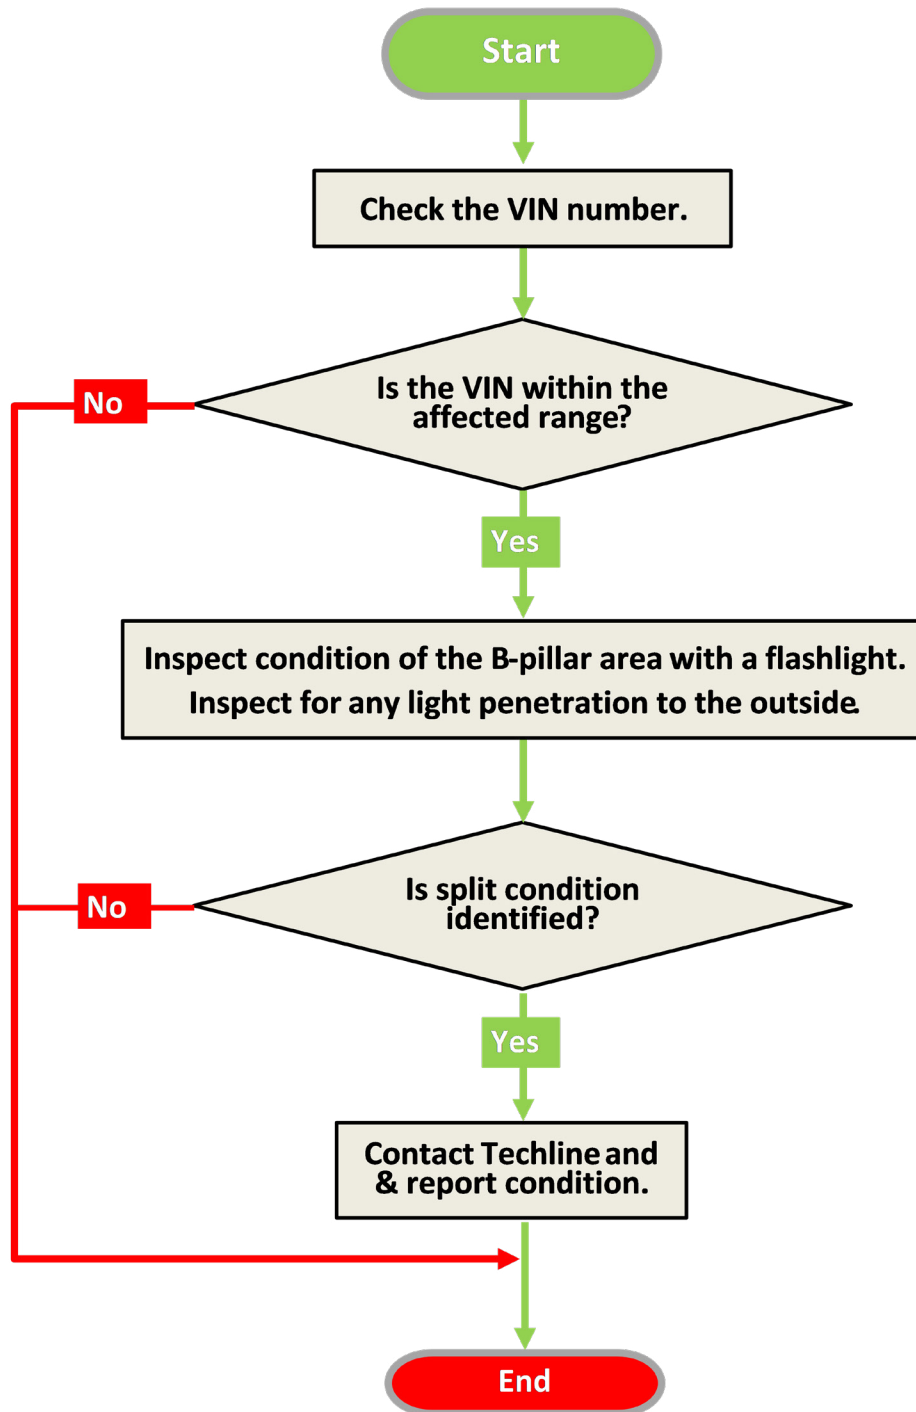 Start
Check the VIN number.
Is the VIN within the
affected range?
No
Yes
Inspect condition of the B-pillar area with a flashlight.
Inspect for any light penetration to the outside.
Is split condition
identified?
No
Yes
Contact Techline and
& report condition.
End